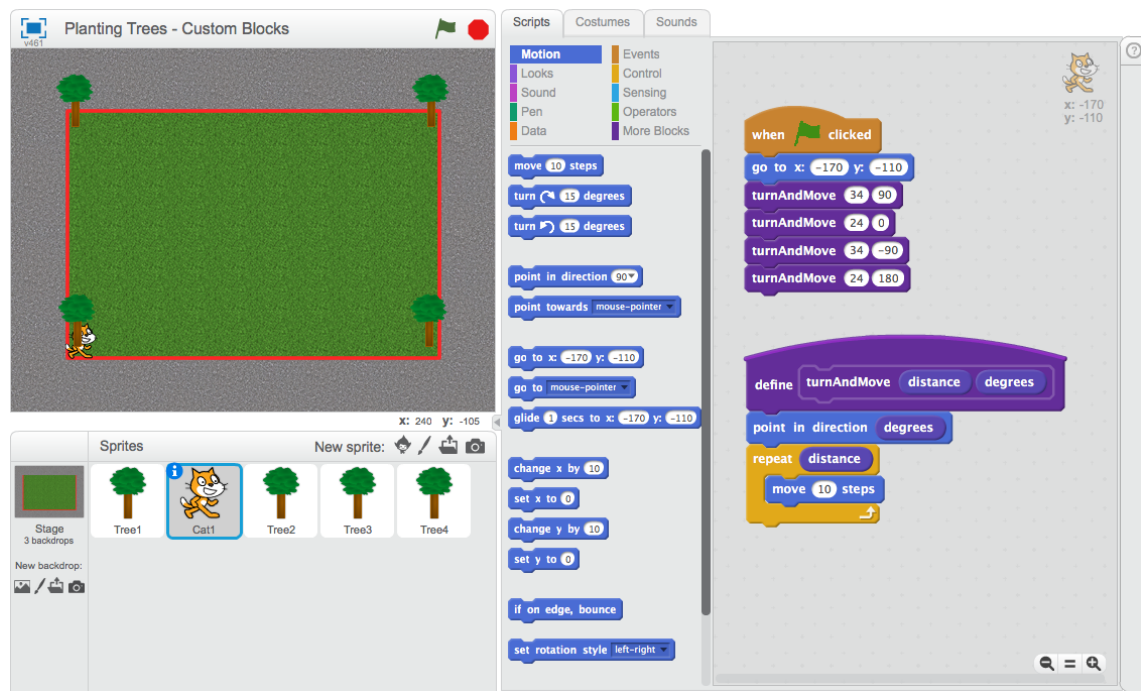 Planting Trees - Custom Blocks
v461
x: 240 y: -105
Sprites
New sprite:
Stage
3 backdrops
New backdrop:
Tree1
Cat1
Tree2
Tree3
Tree4
Scripts
Costumes
Sounds
Motion
Looks
Sound
Pen
Data
Events
Control
Sensing
Operators
More Blocks
move 10 steps
turn 15 degrees
turn 15 degrees
point in direction 90
point towards mouse-pointer
go to x: -170 y: -110
go to mouse-pointer
glide 1 secs to x: -170 y: -110
change x by 10
set x to 0
change y by 10
set y to 0
if on edge, bounce
set rotation style left-right
x: -170
y: -110
when clicked
go to x: -170 y: -110
turnAndMove 34 90
turnAndMove 24 0
turnAndMove 34 -90
turnAndMove 24 180
define turnAndMove distance degrees
point in direction degrees
repeat distance
move 10 steps